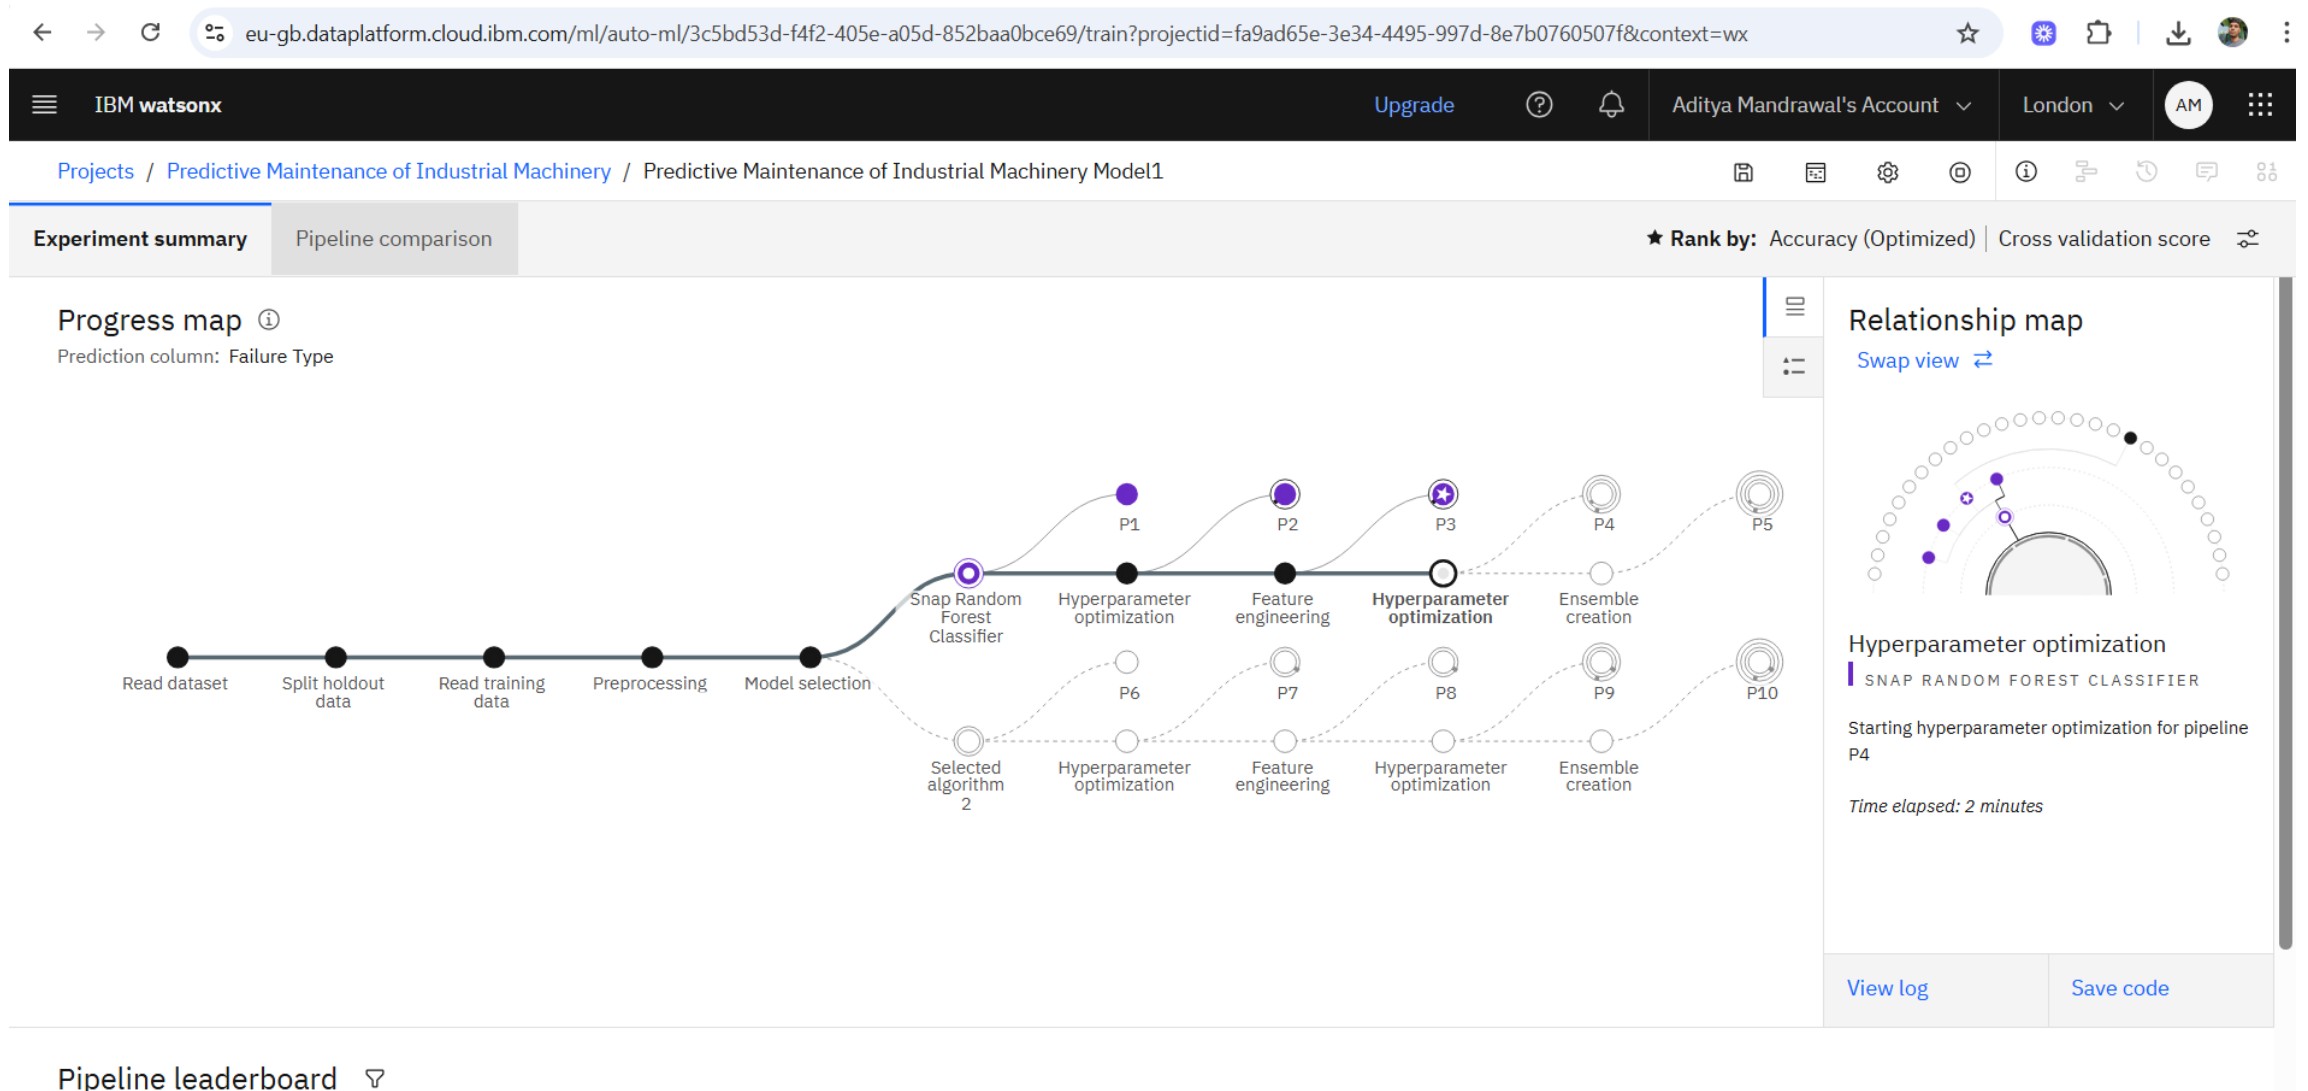 eu-gb.dataplatform.cloud.ibm.com/ml/auto-ml/3c5bd53d-f4f2-405e-a05d-852baa0bce69/train?projectid=fa9ad65e-3e34-4495-997d-8e7b0760507f&context=wx
IBM watsonx
Upgrade
Aditya Mandrawal's Account
London
AM
Projects / Predictive Maintenance of Industrial Machinery / Predictive Maintenance of Industrial Machinery Model1
Experiment summary
Pipeline comparison
Rank by: Accuracy (Optimized) | Cross validation score
Progress map
Prediction column: Failure Type
P1
P2
P3
P4
P5
Snap Random
Forest
Classifier
Hyperparameter
optimization
Feature
engineering
Hyperparameter
optimization
Ensemble
creation
Read dataset
Split holdout
data
Read training
data
Preprocessing
Model selection
P6
P7
P8
P9
P10
Selected
algorithm
2
Hyperparameter
optimization
Feature
engineering
Hyperparameter
optimization
Ensemble
creation
Relationship map
Swap view
Hyperparameter optimization
SNAP RANDOM FOREST CLASSIFIER
Starting hyperparameter optimization for pipeline
P4
Time elapsed: 2 minutes
View log
Save code
Pipeline leaderboard